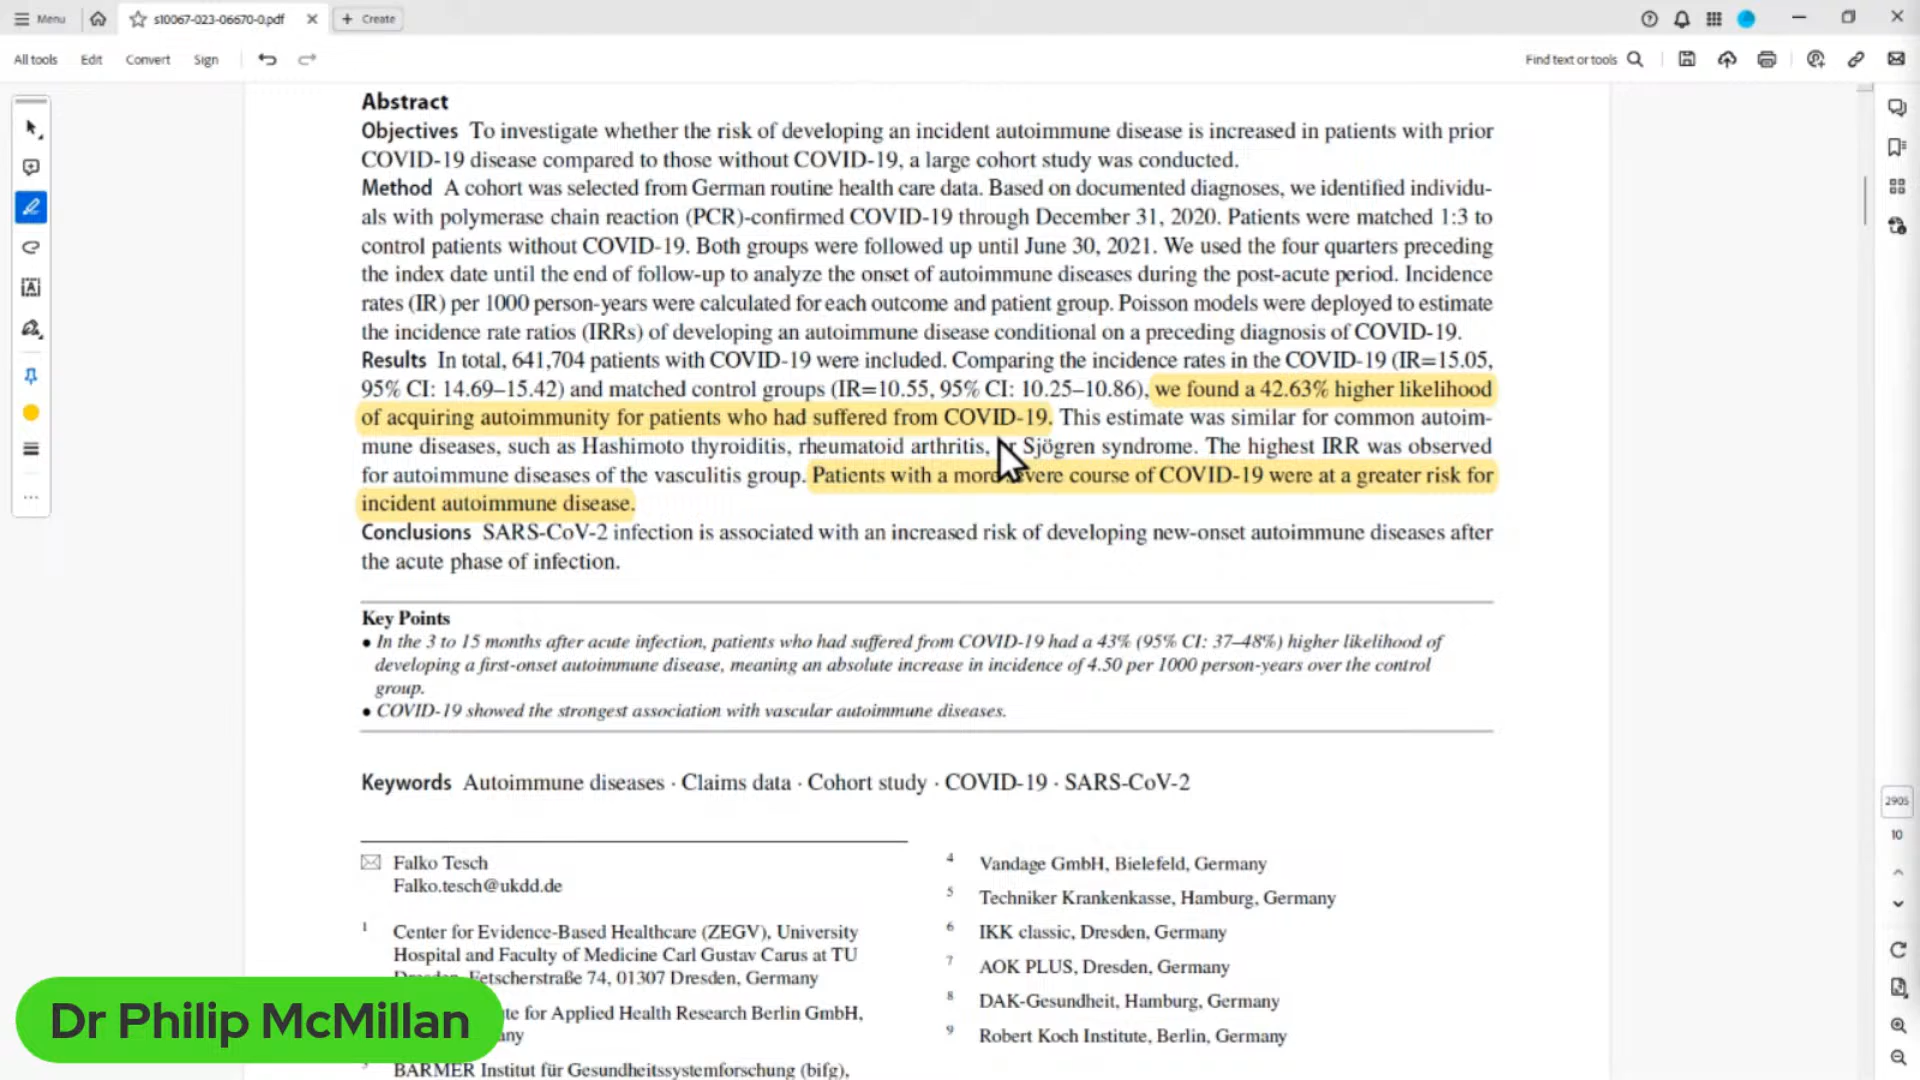 Menu
s10067-023-06670-0.pdf
Create
All tools Edit Convert Sign
Find text or tools
Abstract
Objectives To investigate whether the risk of developing an incident autoimmune disease is increased in patients with prior
COVID-19 disease compared to those without COVID-19, a large cohort study was conducted.
Method A cohort was selected from German routine health care data. Based on documented diagnoses, we identified individu-
als with polymerase chain reaction (PCR)-confirmed COVID-19 through December 31, 2020. Patients were matched 1:3 to
control patients without COVID-19. Both groups were followed up until June 30, 2021. We used the four quarters preceding
the index date until the end of follow-up to analyze the onset of autoimmune diseases during the post-acute period. Incidence
rates (IR) per 1000 person-years were calculated for each outcome and patient group. Poisson models were deployed to estimate
the incidence rate ratios (IRRs) of developing an autoimmune disease conditional on a preceding diagnosis of COVID-19.
Results In total, 641,704 patients with COVID-19 were included. Comparing the incidence rates in the COVID-19 (IR=15.05,
95% CI: 14.69–15.42) and matched control groups (IR=10.55, 95% CI: 10.25–10.86), we found a 42.63% higher likelihood
of acquiring autoimmunity for patients who had suffered from COVID-19. This estimate was similar for common autoim-
mune diseases, such as Hashimoto thyroiditis, rheumatoid arthritis, Sjögren syndrome. The highest IRR was observed
for autoimmune diseases of the vasculitis group. Patients with a more vere course of COVID-19 were at a greater risk for
incident autoimmune disease.
Conclusions SARS-CoV-2 infection is associated with an increased risk of developing new-onset autoimmune diseases after
the acute phase of infection.
Key Points
• In the 3 to 15 months after acute infection, patients who had suffered from COVID-19 had a 43% (95% CI: 37–48%) higher likelihood of
developing a first-onset autoimmune disease, meaning an absolute increase in incidence of 4.50 per 1000 person-years over the control
group.
• COVID-19 showed the strongest association with vascular autoimmune diseases.
Keywords Autoimmune diseases · Claims data · Cohort study · COVID-19 · SARS-CoV-2
Falko Tesch
Falko.tesch@ukdd.de
1 Center for Evidence-Based Healthcare (ZEGV), University
Hospital and Faculty of Medicine Carl Gustav Carus at TU
Fetscherstraße 74, 01307 Dresden, Germany
te for Applied Health Research Berlin GmbH,
any
BARMER Institut für Gesundheitssystemforschung (bifg),
4 Vandage GmbH, Bielefeld, Germany
5 Techniker Krankenkasse, Hamburg, Germany
6 IKK classic, Dresden, Germany
7 AOK PLUS, Dresden, Germany
8 DAK-Gesundheit, Hamburg, Germany
9 Robert Koch Institute, Berlin, Germany
2905
10
Dr Philip McMillan